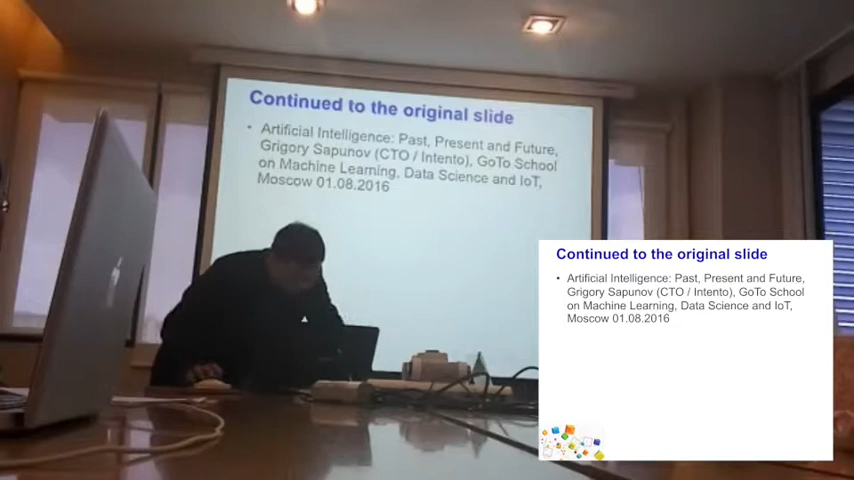 Continued to the original slide
• Artificial Intelligence: Past, Present and Future,
Grigory Sapunov (CTO / Intento), GoTo School
on Machine Learning, Data Science and IoT,
Moscow 01.08.2016
Continued to the original slide
• Artificial Intelligence: Past, Present and Future,
Grigory Sapunov (CTO / Intento), GoTo School
on Machine Learning, Data Science and IoT,
Moscow 01.08.2016